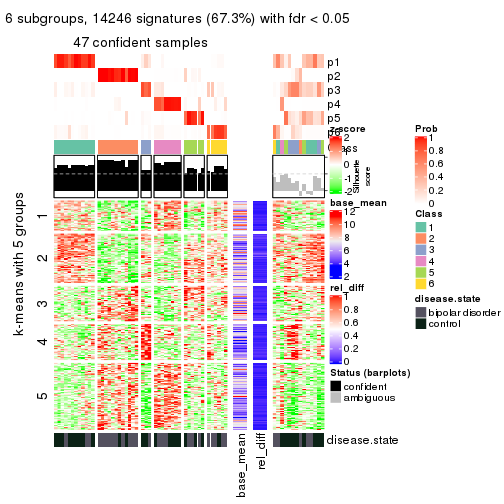 6 subgroups, 14246 signatures (67.3%) with fdr < 0.05
47 confident samples
p1
p2
p3
p4
p5
p6
Class
Silhouette
score
k-means with 5 groups
1
2
3
4
5
base_mean
rel_diff
disease.state
z-score
2
1
0
-1
-2
base_mean
12
10
8
6
4
2
rel_diff
1
0.8
0.6
0.4
0.2
0
Status (barplots)
confident
ambiguous
Prob
1
0.8
0.6
0.4
0.2
0
Class
1
2
3
4
5
6
disease.state
bipolar disorder
control